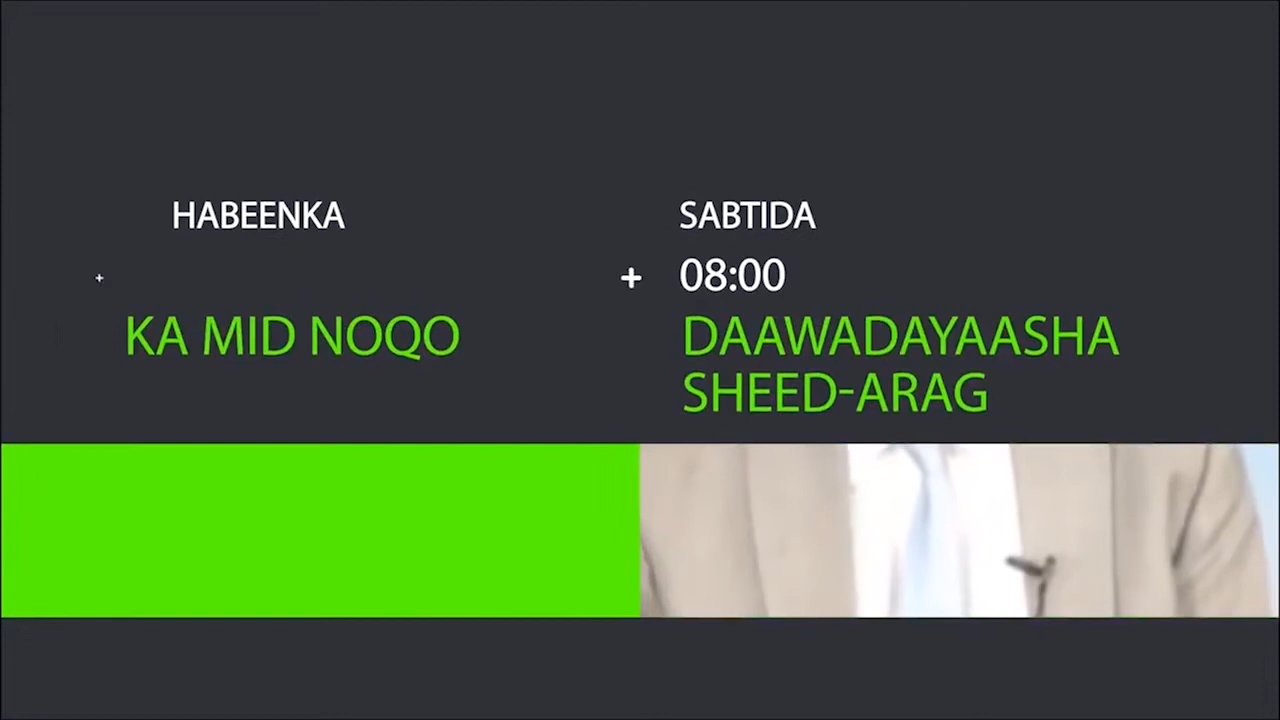 HABEENKA
KA MID NOQO
SABTIDA
+ 08:00
DAAWADAYAASHA
SHEED-ARAG